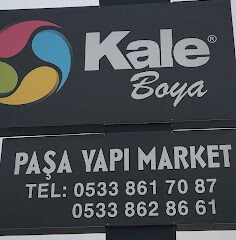 Kale®
Boya
PAŞA YAPI MARKET
TEL: 0533 861 70 87
0533 862 86 61